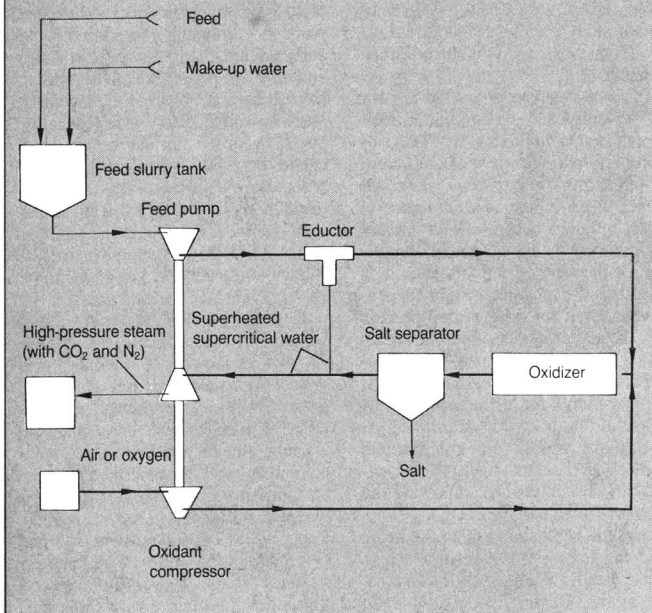 Feed
Make-up water
Feed slurry tank
Feed pump
Eductor
Superheated
supercritical water
Salt separator
High-pressure steam
(with CO₂ and N₂)
Oxidizer
Air or oxygen
Salt
Oxidant
compressor